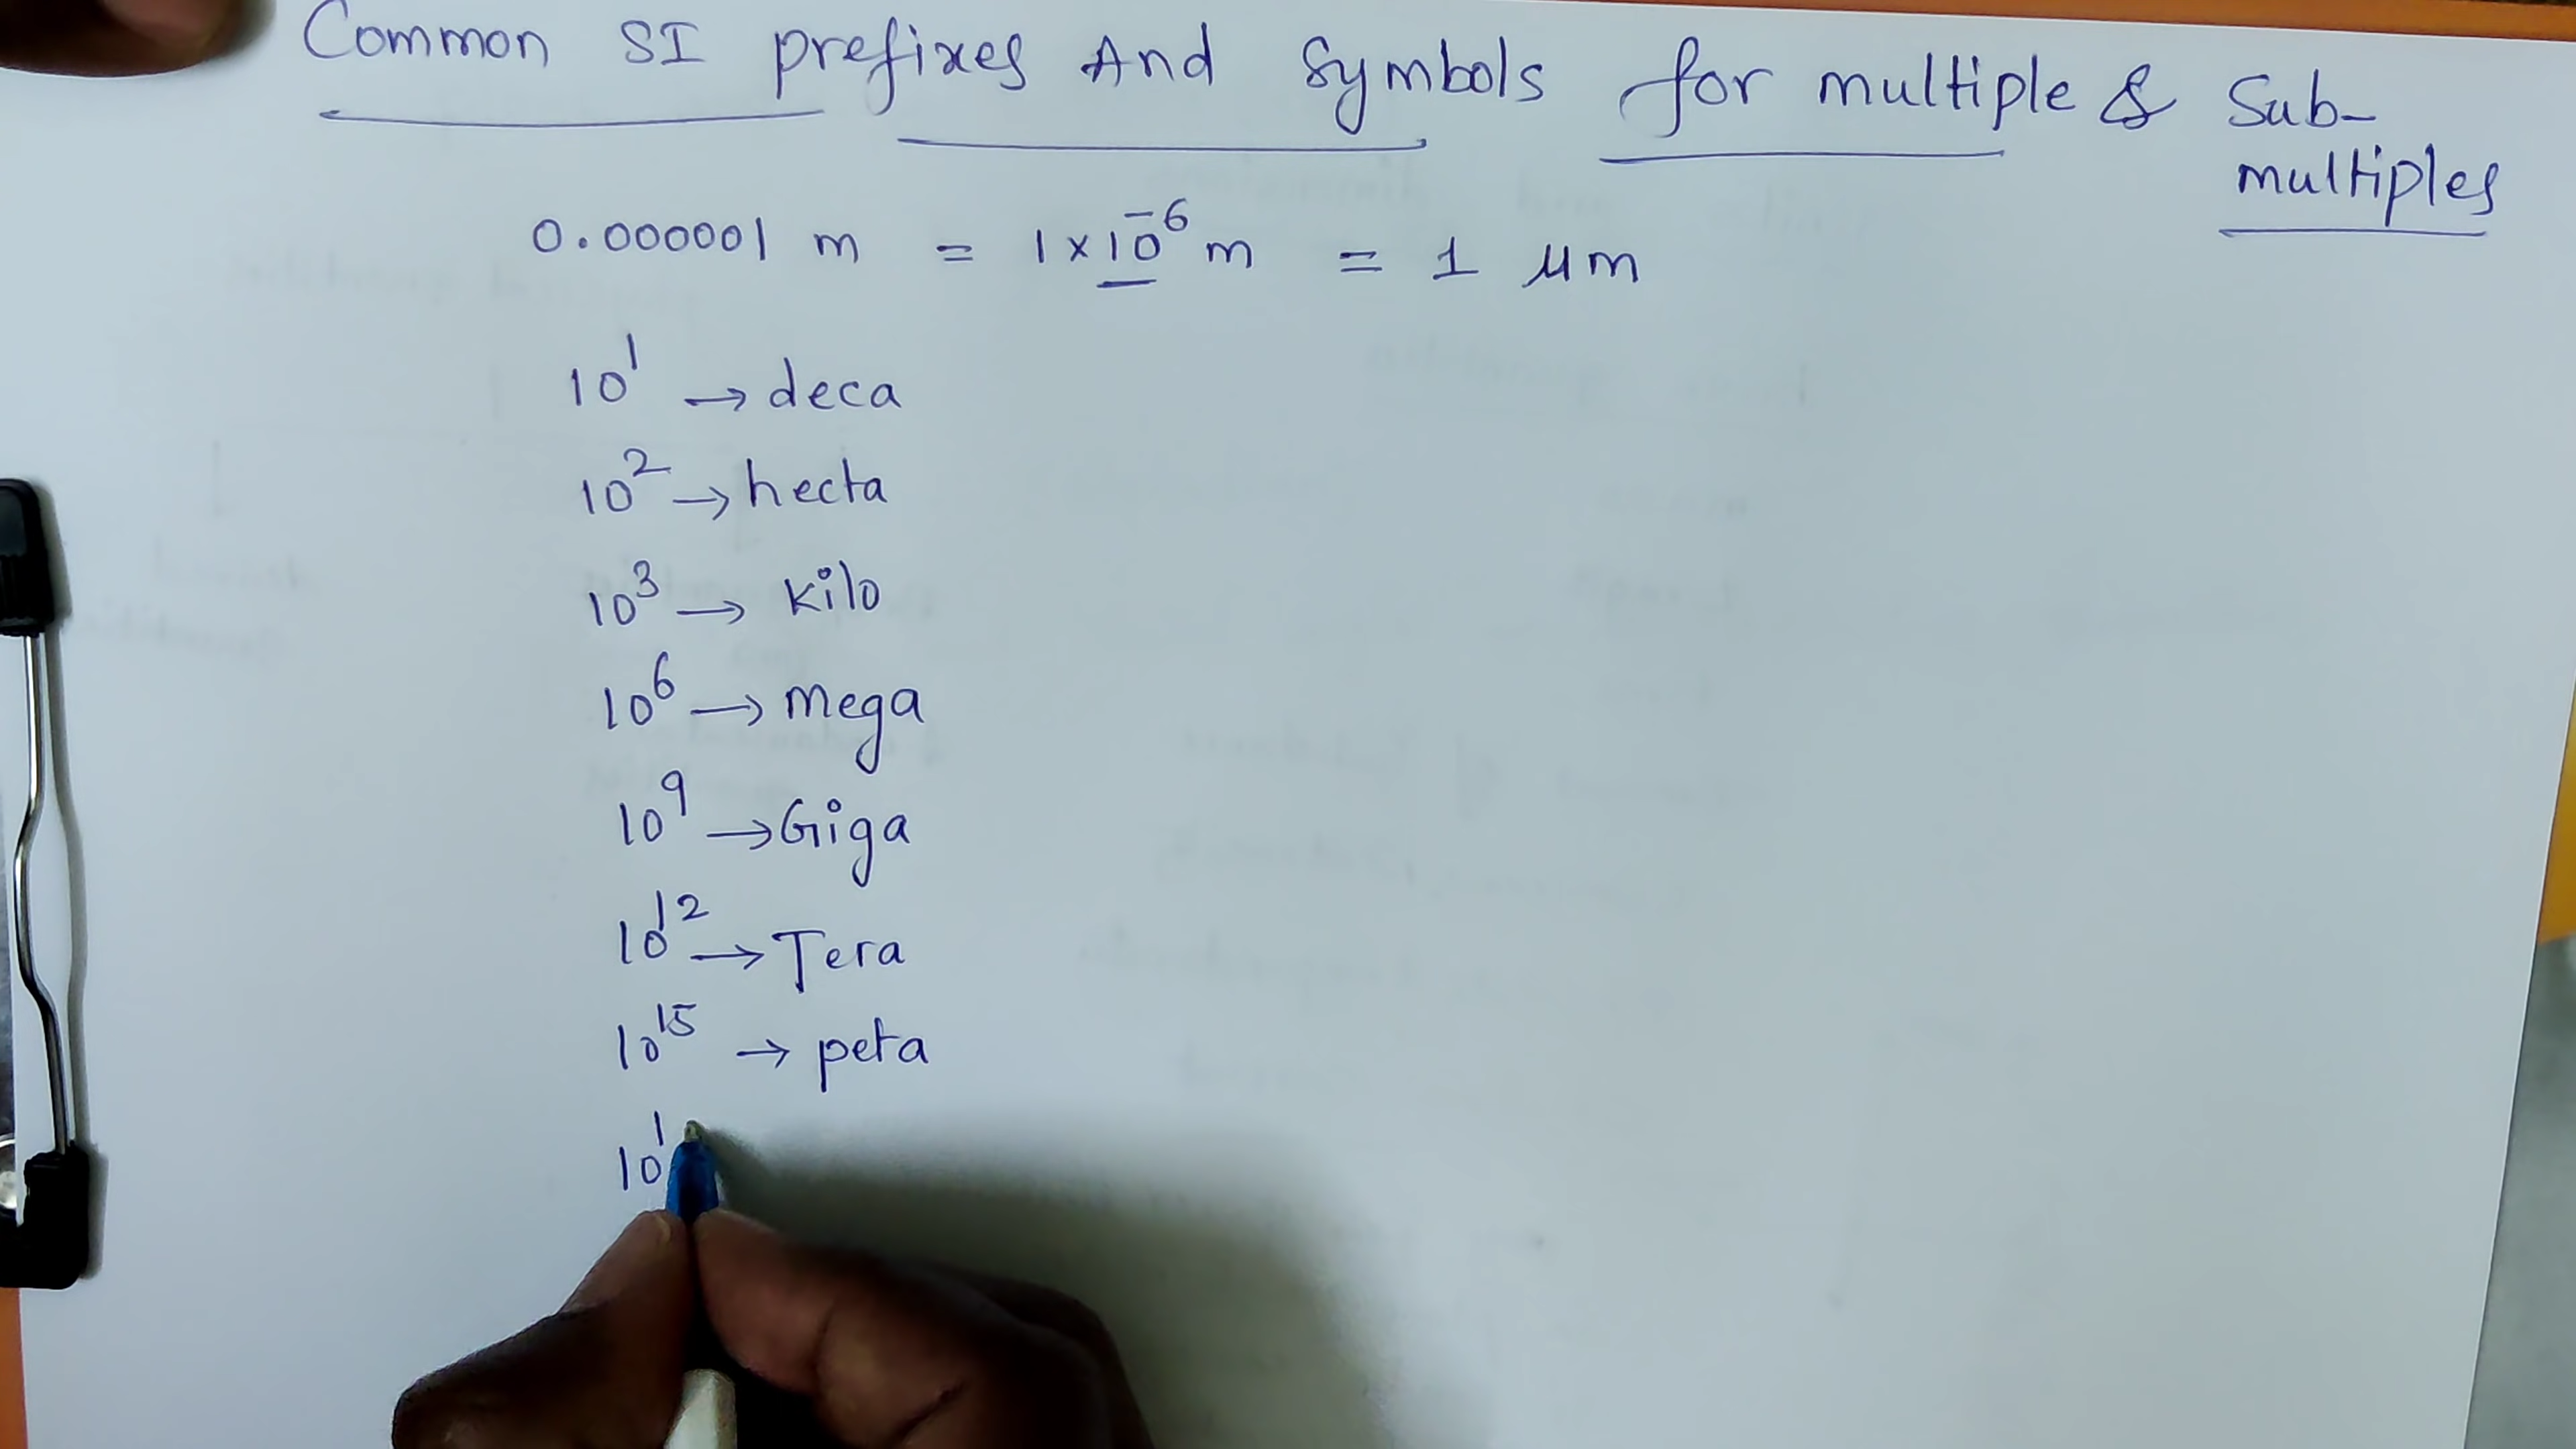 Common SI prefixes And Symbols for multiple & Sub-
multiples
0.000001 m = 1 × 10⁻⁶ m = 1 μm
10¹ → deca
10² → hecta
10³ → kilo
10⁶ → mega
10⁹ → Giga
10¹² → Tera
10¹⁵ → peta
10¹